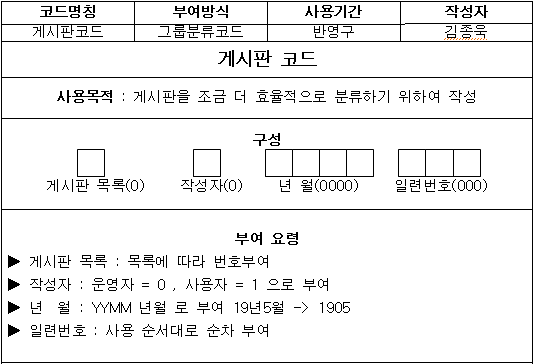 코드명칭 부여방식 사용기간 작성자
게시판코드 그룹분류코드 반영구 김종욱
게시판 코드
사용목적 : 게시판을 조금 더 효율적으로 분류하기 위하여 작성
구성
게시판 목록(0) 작성자(0) 년 월(0000) 일련번호(000)
부여 요령
▶ 게시판 목록 : 목록에 따라 번호부여
▶ 작성자 : 운영자 = 0 , 사용자 = 1 으로 부여
▶ 년 월 : YYMM 년월 로 부여 19년5월 -> 1905
▶ 일련번호 : 사용 순서대로 순차 부여